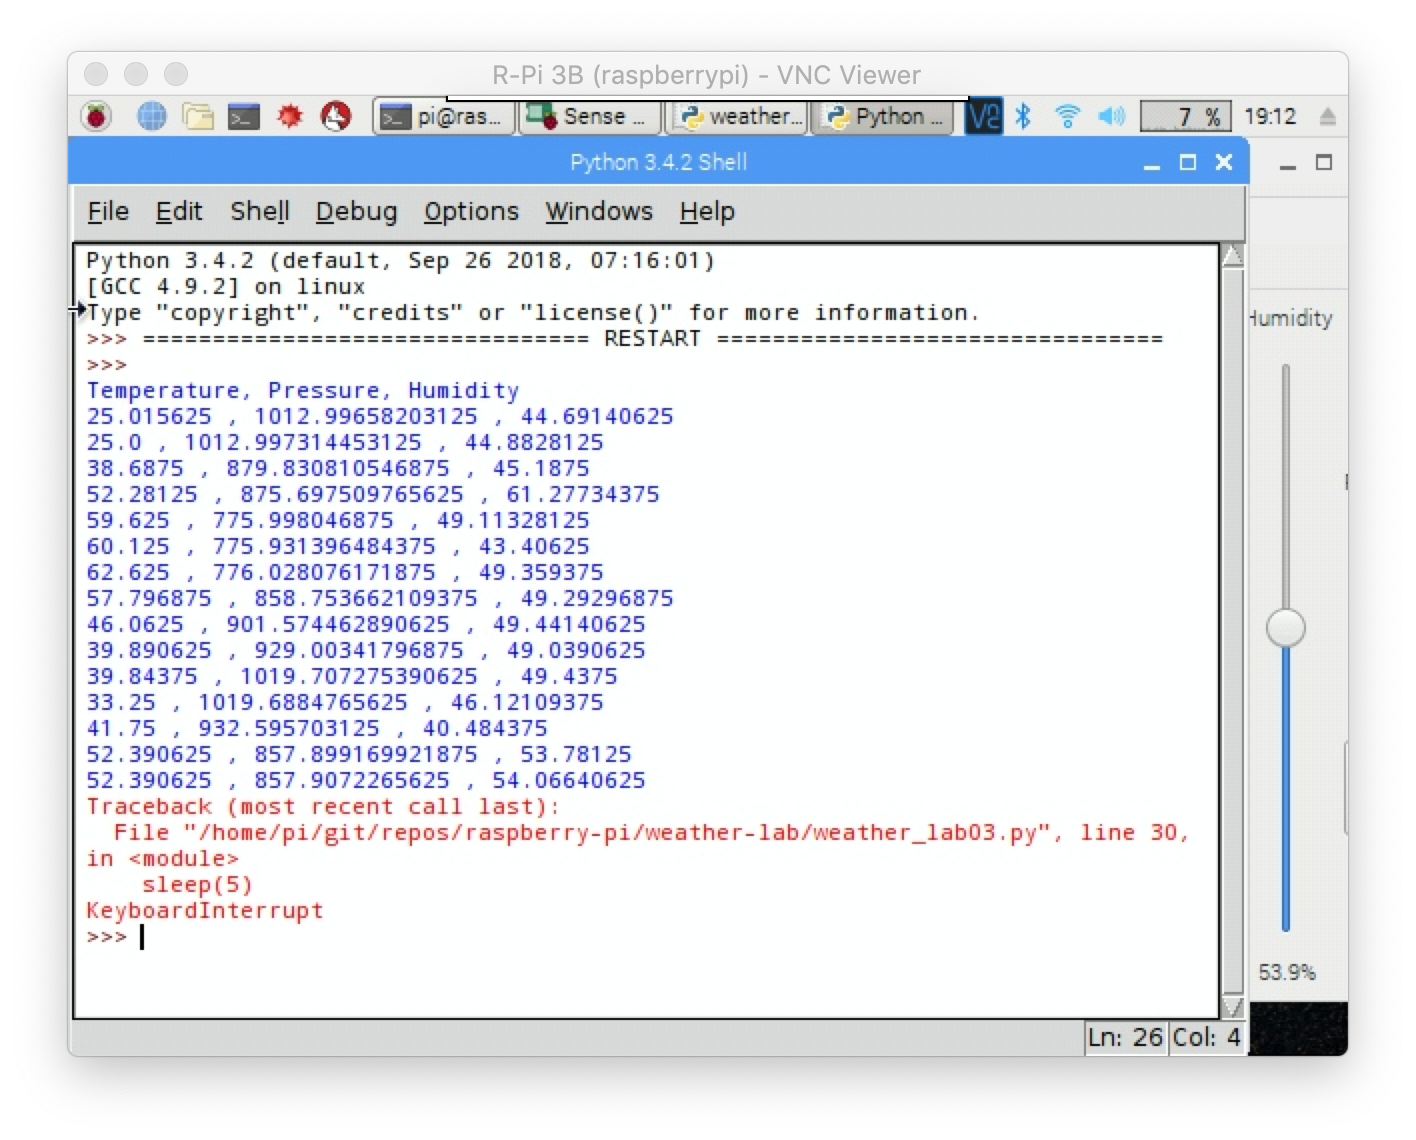 R-Pi 3B (raspberrypi) - VNC Viewer
pi@ras... Sense ... weather... Python ... V2 7 % 19:12
Python 3.4.2 Shell
File Edit Shell Debug Options Windows Help
Python 3.4.2 (default, Sep 26 2018, 07:16:01)
[GCC 4.9.2] on linux
Type "copyright", "credits" or "license()" for more information.
>>> ================================ RESTART ================================
>>>
Temperature, Pressure, Humidity
25.015625 , 1012.99658203125 , 44.69140625
25.0 , 1012.997314453125 , 44.8828125
38.6875 , 879.830810546875 , 45.1875
52.28125 , 875.697509765625 , 61.27734375
59.625 , 775.998046875 , 49.11328125
60.125 , 775.931396484375 , 43.40625
62.625 , 776.028076171875 , 49.359375
57.796875 , 858.753662109375 , 49.29296875
46.0625 , 901.574462890625 , 49.44140625
39.890625 , 929.00341796875 , 49.0390625
39.84375 , 1019.707275390625 , 49.4375
33.25 , 1019.6884765625 , 46.12109375
41.75 , 932.595703125 , 40.484375
52.390625 , 857.899169921875 , 53.78125
52.390625 , 857.9072265625 , 54.06640625
Traceback (most recent call last):
  File "/home/pi/git/repos/raspberry-pi/weather-lab/weather_lab03.py", line 30,
in <module>
    sleep(5)
KeyboardInterrupt
>>>
Humidity
53.9%
Ln: 26 Col: 4